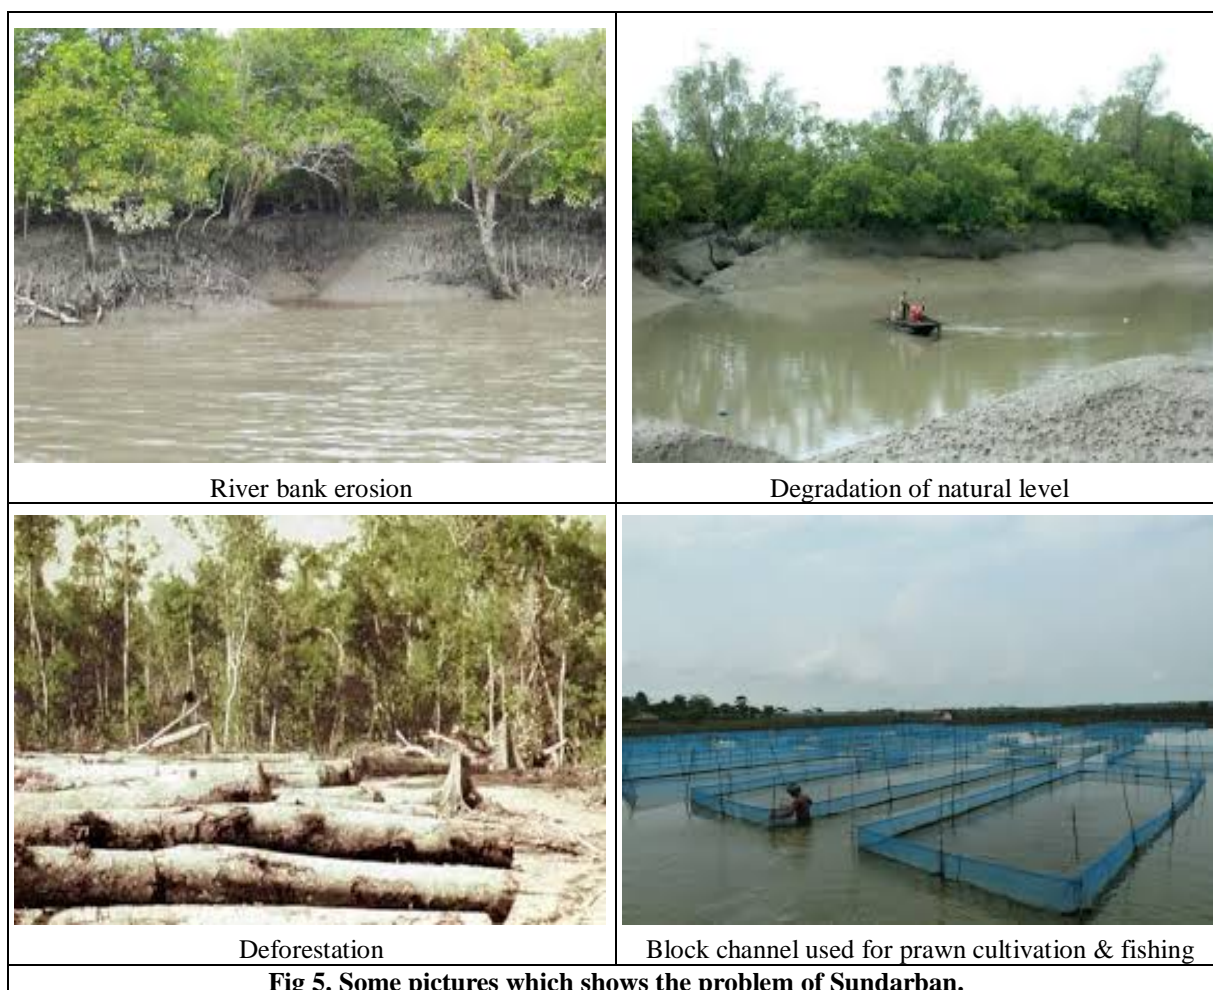 River bank erosion
Degradation of natural level
Deforestation
Block channel used for prawn cultivation & fishing
Fig 5. Some pictures which shows the problem of Sundarban.